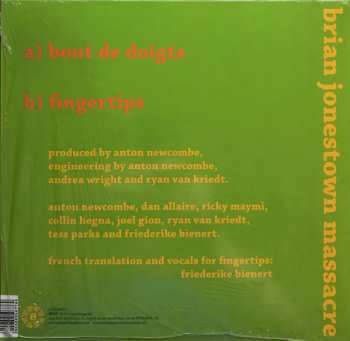 a) bout de doigts
b) fingertips
produced by anton newcombe,
engineering by anton newcombe,
andrea wright and ryan van kriedt.
anton newcombe, dan allaire, ricky maymi,
collin hegna, joel gion, ryan van kriedt,
tess parks and friederike bienert.
french translation and vocals for fingertips:
friederike bienert
brian jonestown massacre